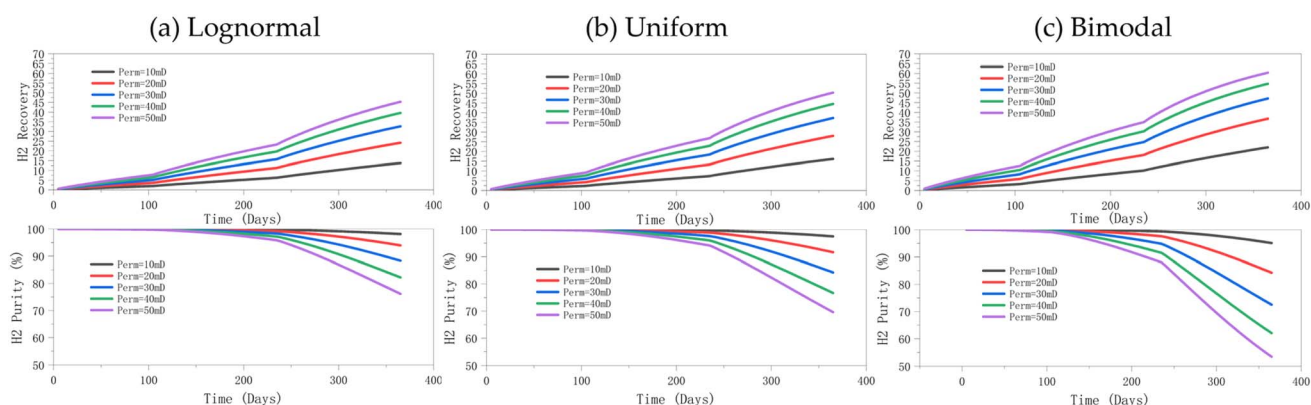 (a) Lognormal
(b) Uniform
(c) Bimodal
H2 Recovery
70
65
60
55
50
45
40
35
30
25
20
15
10
5
0
Perm=10mD
Perm=20mD
Perm=30mD
Perm=40mD
Perm=50mD
0 100 200 300 400
Time (Days)
H2 Recovery
70
65
60
55
50
45
40
35
30
25
20
15
10
5
0
Perm=10mD
Perm=20mD
Perm=30mD
Perm=40mD
Perm=50mD
0 100 200 300 400
Time (Days)
H2 Recovery
70
65
60
55
50
45
40
35
30
25
20
15
10
5
0
Perm=10mD
Perm=20mD
Perm=30mD
Perm=40mD
Perm=50mD
0 100 200 300 400
Time (Days)
H2 Purity (%)
100
90
80
70
60
50
Perm=10mD
Perm=20mD
Perm=30mD
Perm=40mD
Perm=50mD
0 100 200 300 400
Time (Days)
H2 Purity (%)
100
90
80
70
60
50
Perm=10mD
Perm=20mD
Perm=30mD
Perm=40mD
Perm=50mD
0 100 200 300 400
Time (Days)
H2 Purity (%)
100
90
80
70
60
50
Perm=10mD
Perm=20mD
Perm=30mD
Perm=40mD
Perm=50mD
0 100 200 300 400
Time (Days)